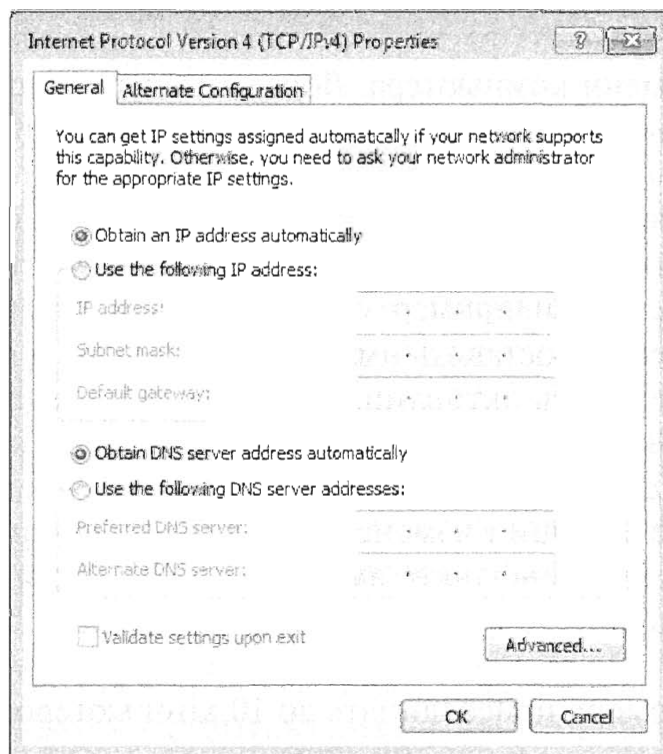 Internet Protocol Version 4 (TCP/IPv4) Properties
General
Alternate Configuration
You can get IP settings assigned automatically if your network supports
this capability. Otherwise, you need to ask your network administrator
for the appropriate IP settings.
Obtain an IP address automatically
Use the following IP address:
IP address:
Subnet mask:
Default gateway:
Obtain DNS server address automatically
Use the following DNS server addresses:
Preferred DNS server:
Alternate DNS server:
Validate settings upon exit
Advanced...
OK
Cancel